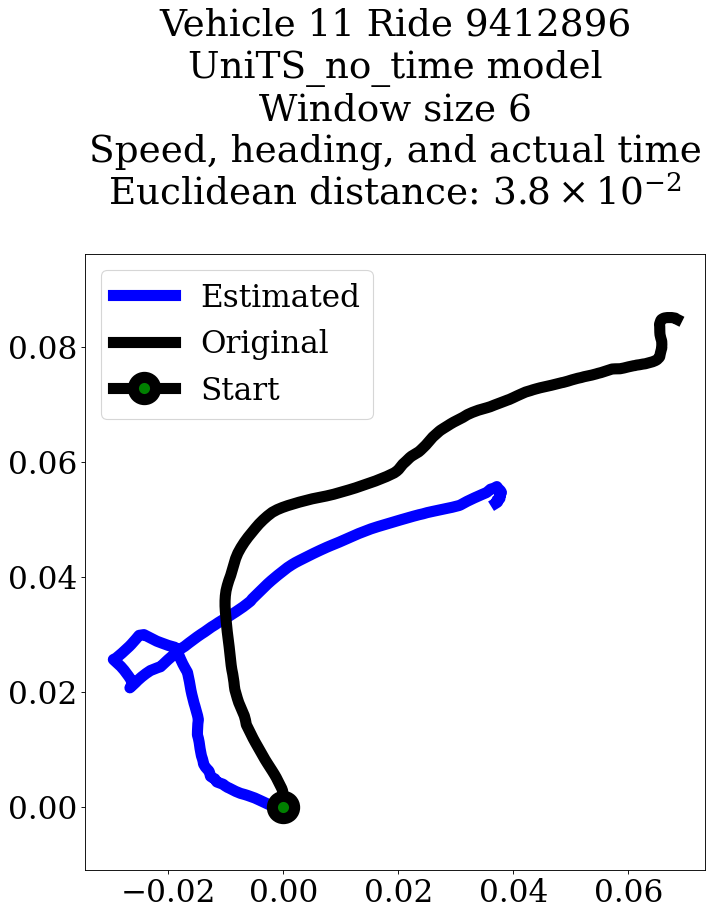 Vehicle 11 Ride 9412896
UniTS_no_time model
Window size 6
Speed, heading, and actual time
Euclidean distance: 3.8 × 10⁻²
Estimated
Original
Start
0.08
0.06
0.04
0.02
0.00
−0.02 0.00 0.02 0.04 0.06